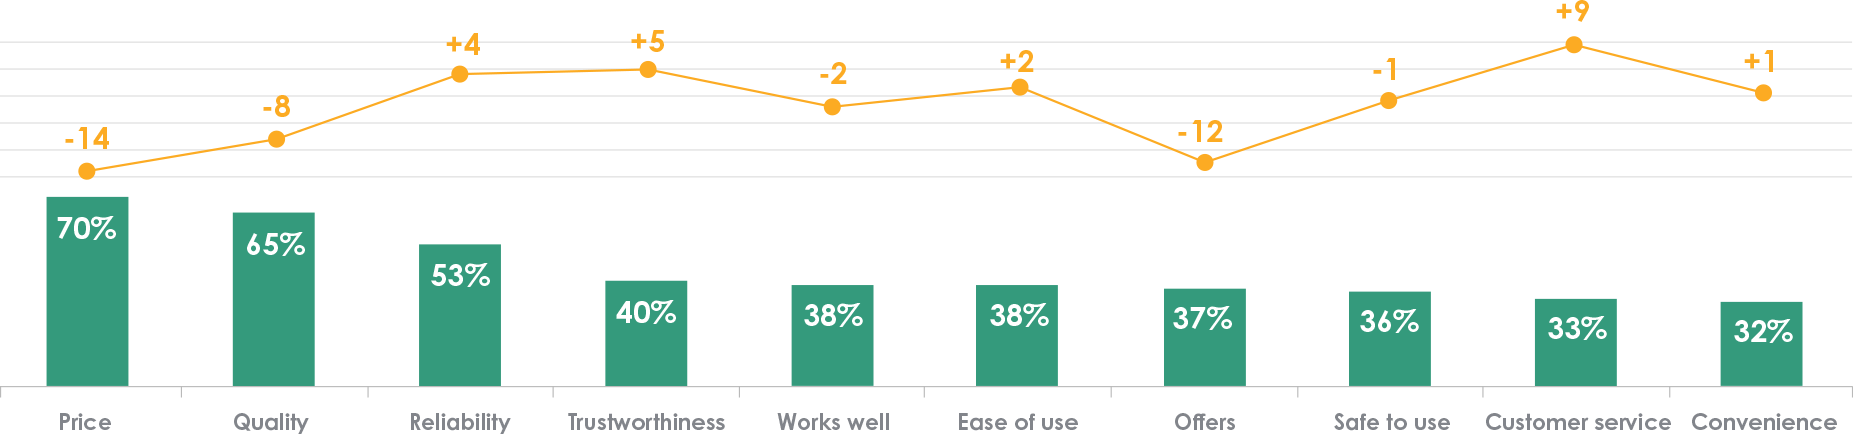 -14
-8
+4
+5
-2
+2
-12
-1
+9
+1
70%
65%
53%
40%
38%
38%
37%
36%
33%
32%
Price
Quality
Reliability
Trustworthiness
Works well
Ease of use
Offers
Safe to use
Customer service
Convenience